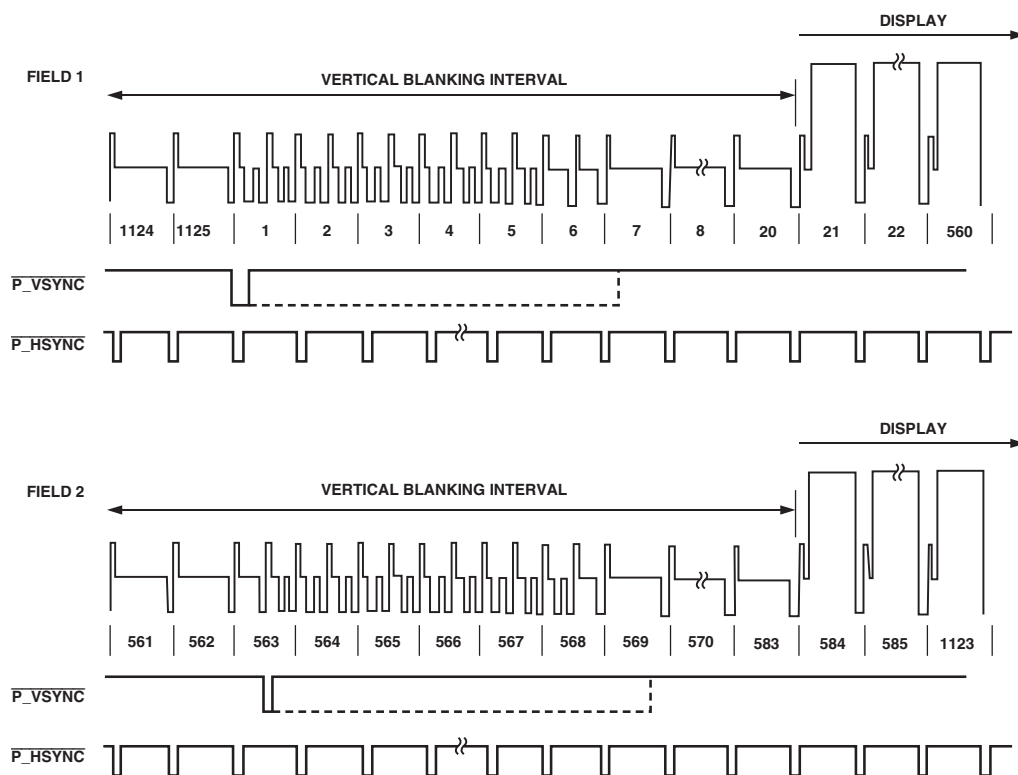 DISPLAY
FIELD 1
VERTICAL BLANKING INTERVAL
1124 1125 1 2 3 4 5 6 7 8 20 21 22 560
P_VSYNC
P_HSYNC
DISPLAY
FIELD 2
VERTICAL BLANKING INTERVAL
561 562 563 564 565 566 567 568 569 570 583 584 585 1123
P_VSYNC
P_HSYNC